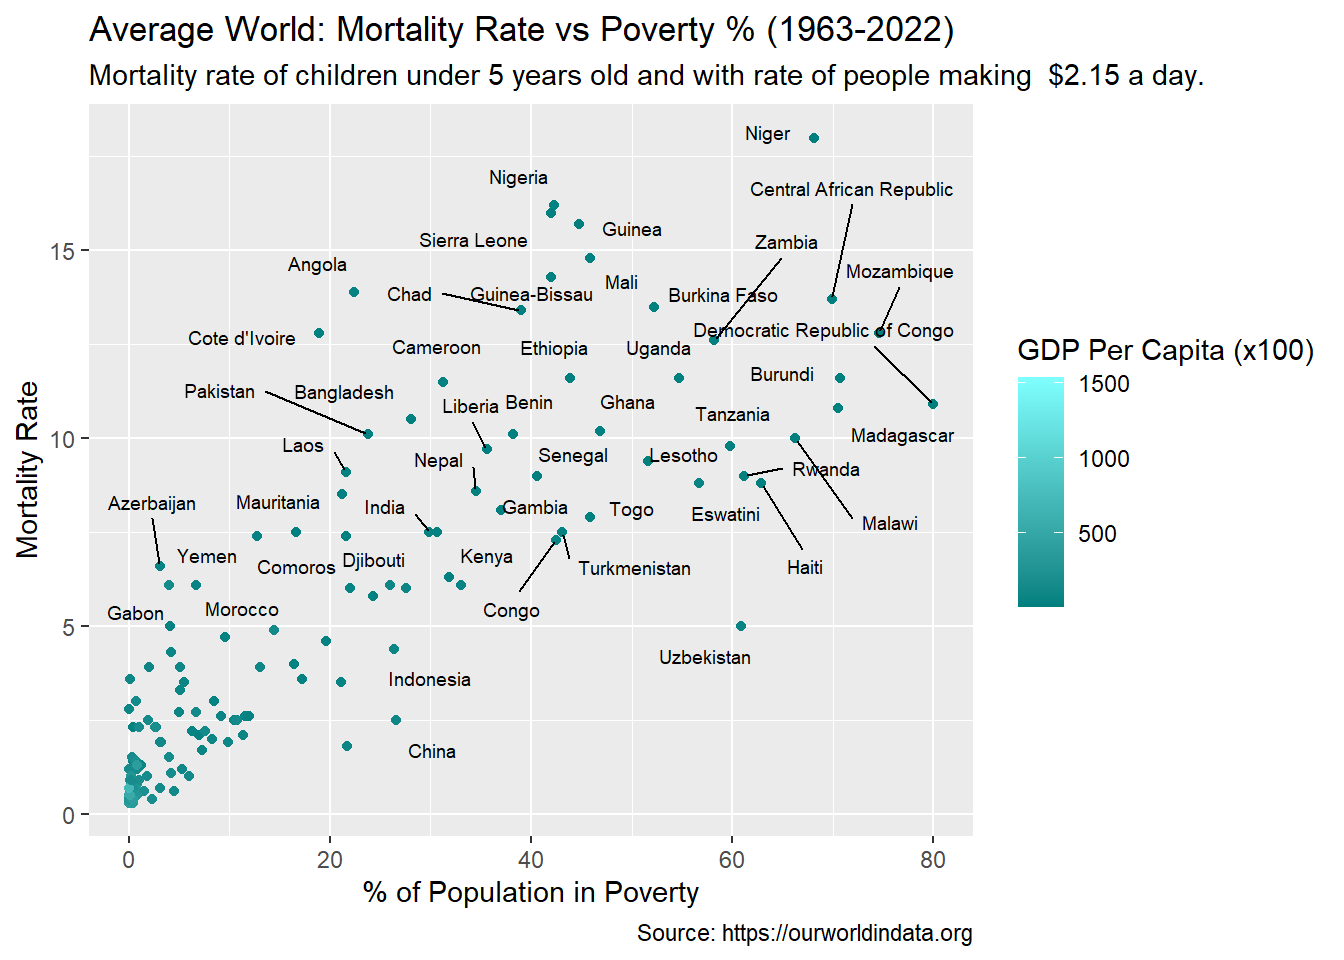 Average World: Mortality Rate vs Poverty % (1963-2022)
Mortality rate of children under 5 years old and with rate of people making  $2.15 a day.
Niger
Nigeria
Central African Republic
Guinea
Sierra Leone
Zambia
Angola
Mozambique
Mali
Chad
Guinea-Bissau
Burkina Faso
Cote d'Ivoire
Democratic Republic of Congo
Cameroon
Ethiopia
Uganda
Burundi
Pakistan
Bangladesh
Liberia
Benin
Ghana
Tanzania
Madagascar
Laos
Nepal
Senegal
Lesotho
Rwanda
Azerbaijan
Mauritania
India
Gambia
Togo
Eswatini
Malawi
Yemen
Comoros
Djibouti
Kenya
Turkmenistan
Haiti
Gabon
Morocco
Congo
Uzbekistan
Indonesia
China
15
10
5
0
Mortality Rate
0
20
40
60
80
% of Population in Poverty
GDP Per Capita (x100)
1500
1000
500
Source: https://ourworldindata.org